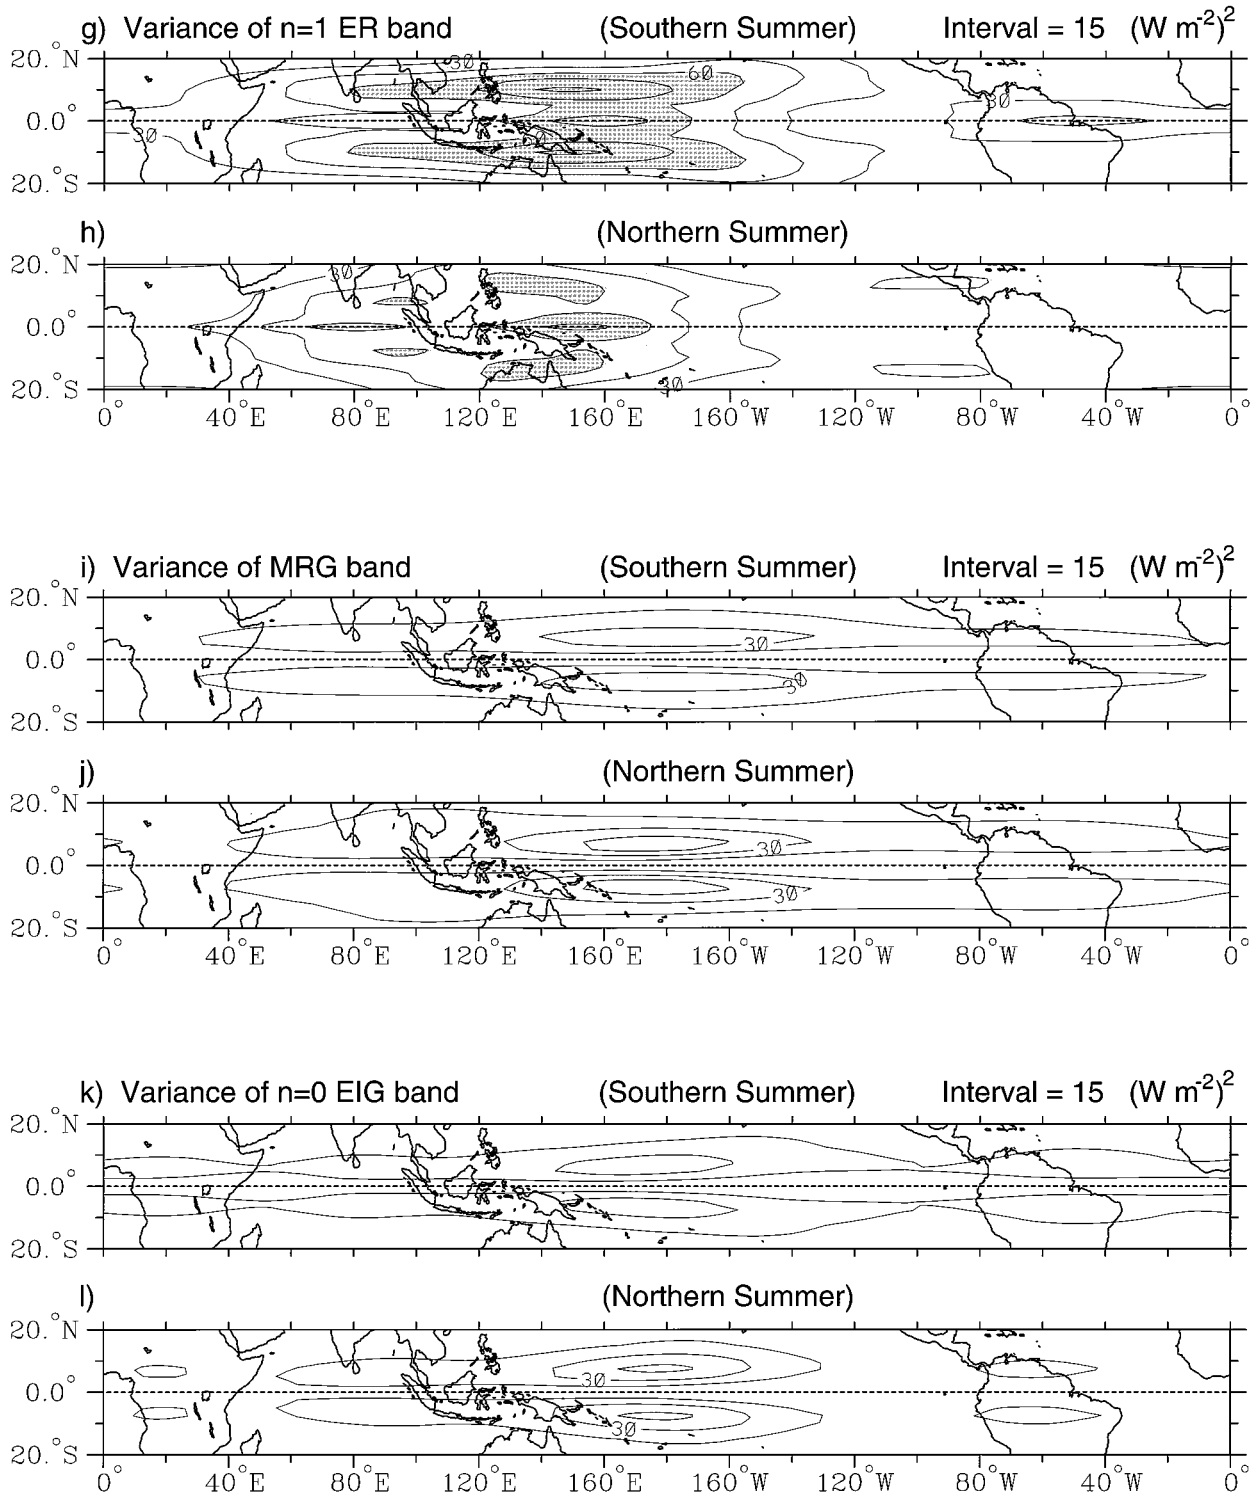 g) Variance of n=1 ER band (Southern Summer) Interval = 15 (W m-2)2
20.°N
30
60
30
0.0°
30
30
20.°S
h) (Northern Summer)
20.°N
30
0.0°
20.°S
30
0° 40°E 80°E 120°E 160°E 160°W 120°W 80°W 40°W 0°
i) Variance of MRG band (Southern Summer) Interval = 15 (W m-2)2
20.°N
30
0.0°
30
20.°S
j) (Northern Summer)
20.°N
30
0.0°
30
20.°S
0° 40°E 80°E 120°E 160°E 160°W 120°W 80°W 40°W 0°
k) Variance of n=0 EIG band (Southern Summer) Interval = 15 (W m-2)2
20.°N
0.0°
20.°S
l) (Northern Summer)
20.°N
30
0.0°
30
20.°S
0° 40°E 80°E 120°E 160°E 160°W 120°W 80°W 40°W 0°